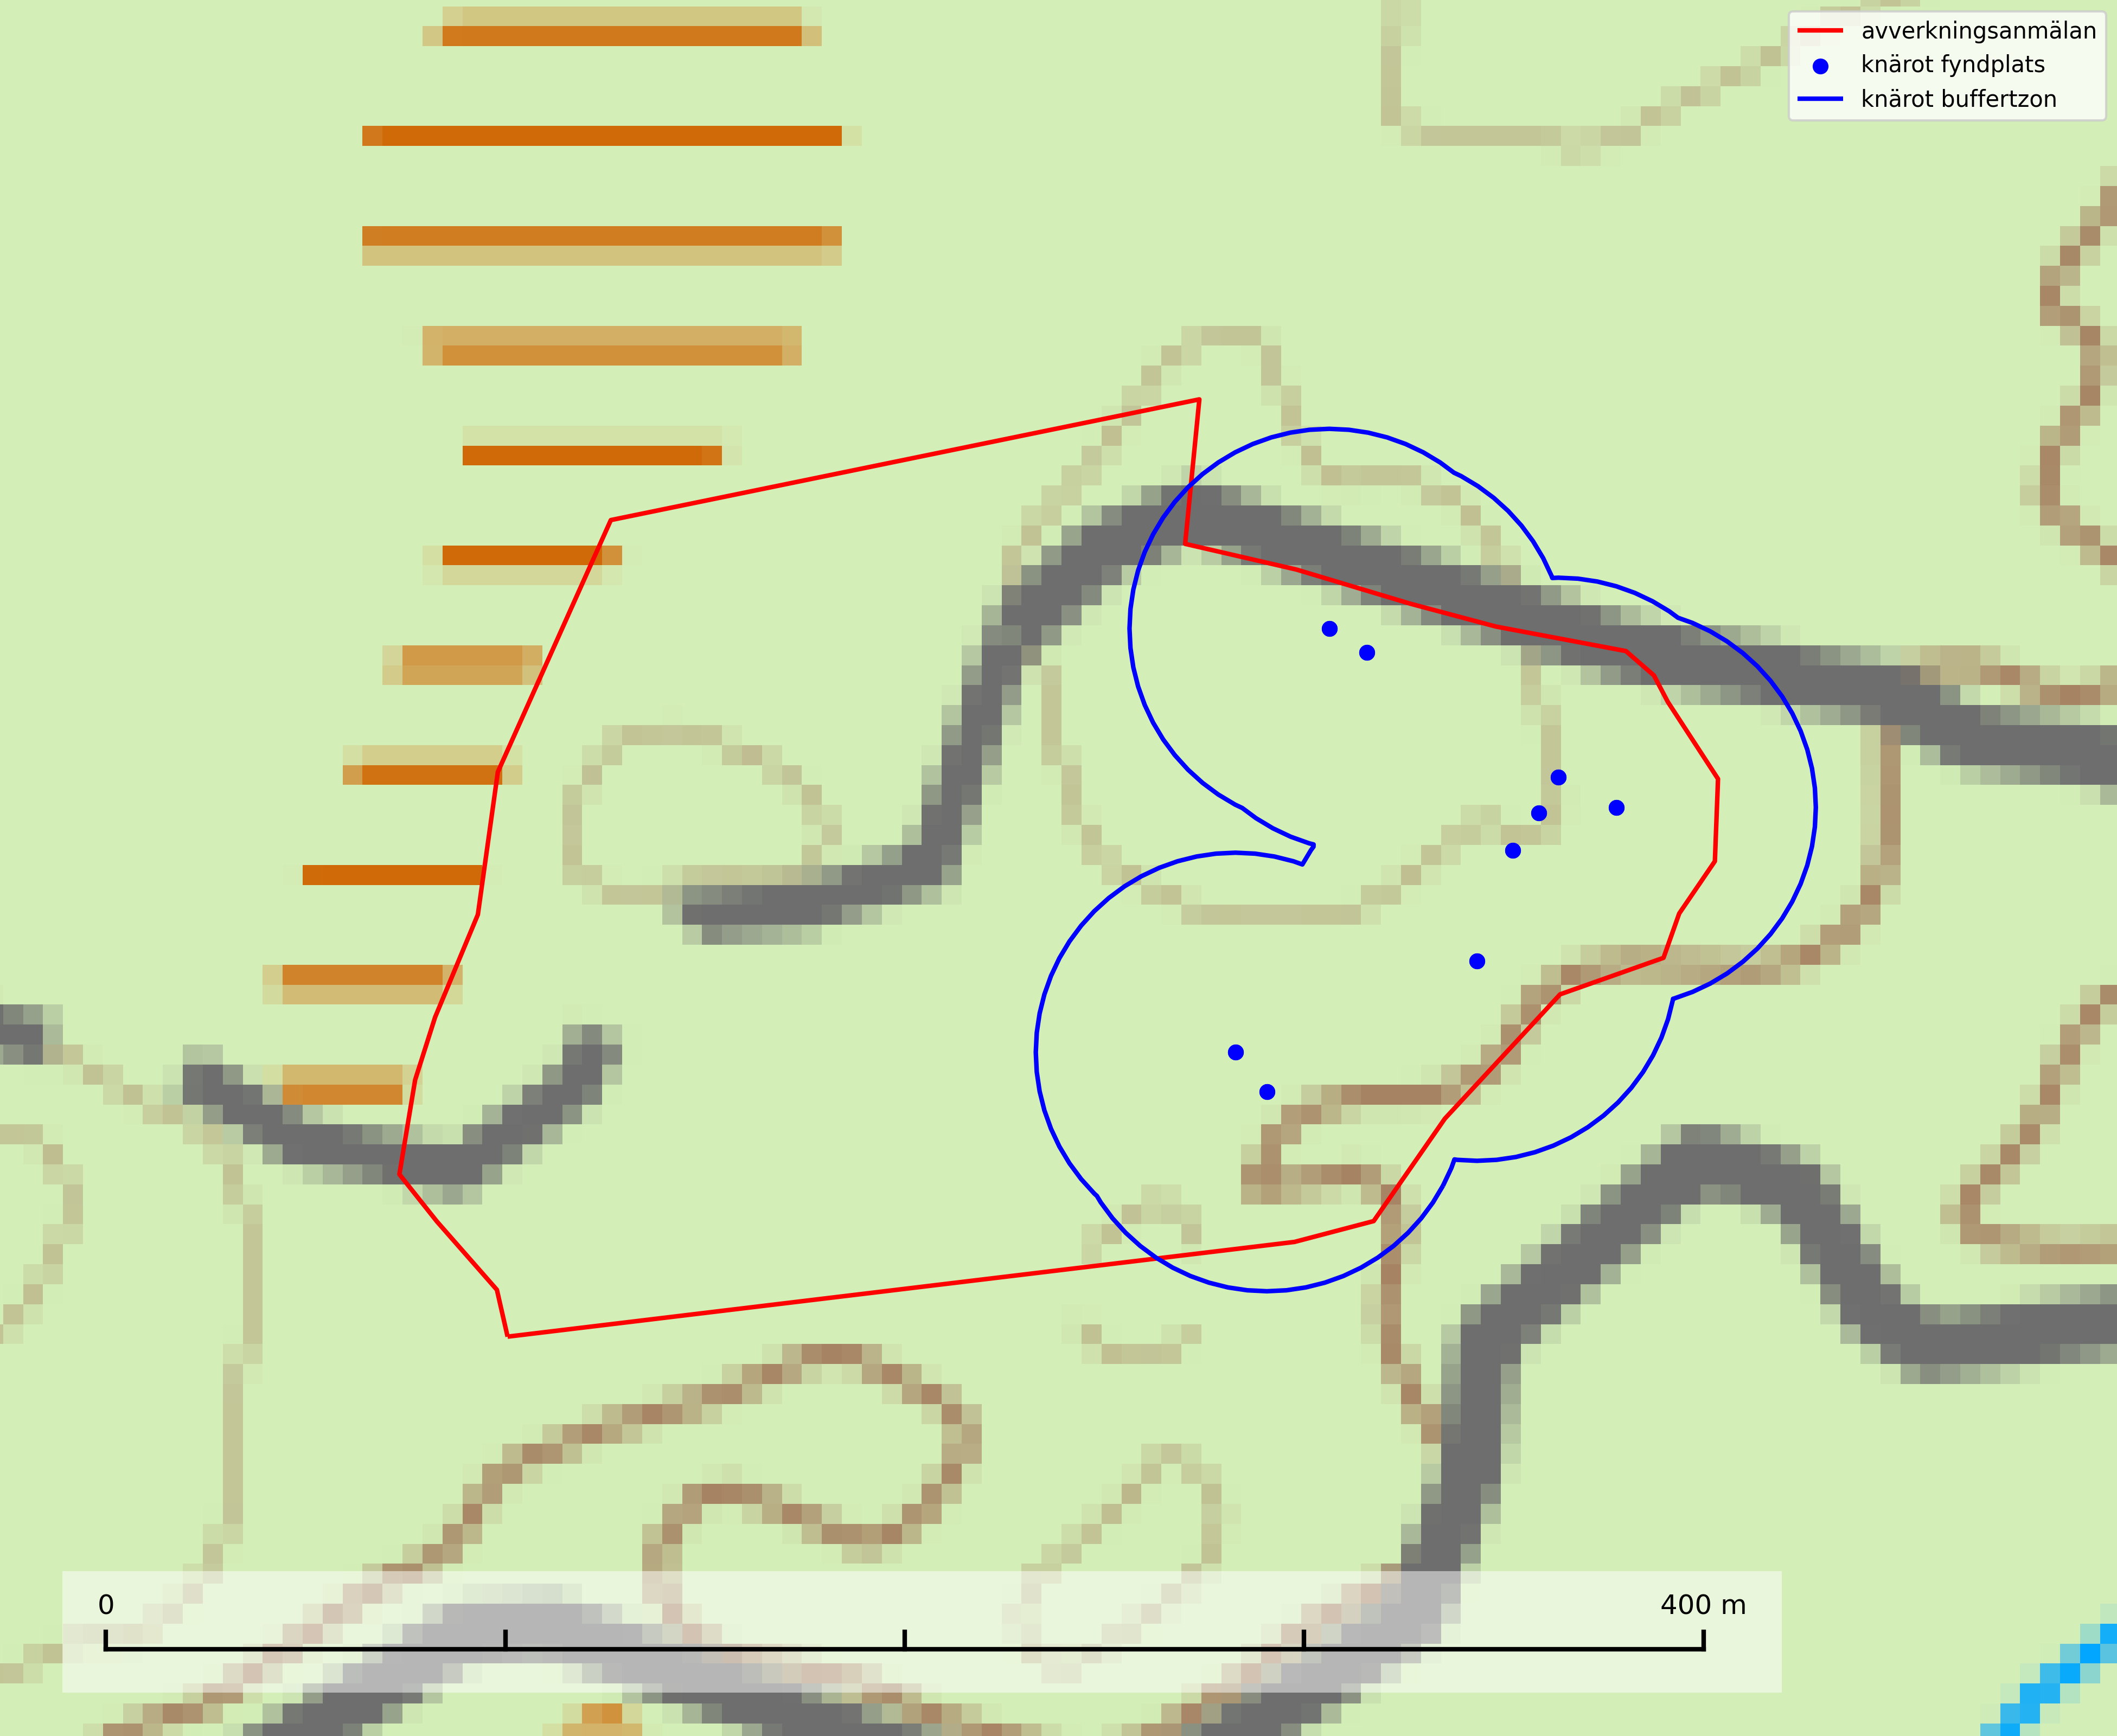 avverkningsanmälan
knärot fyndplats
knärot buffertzon
0
400 m